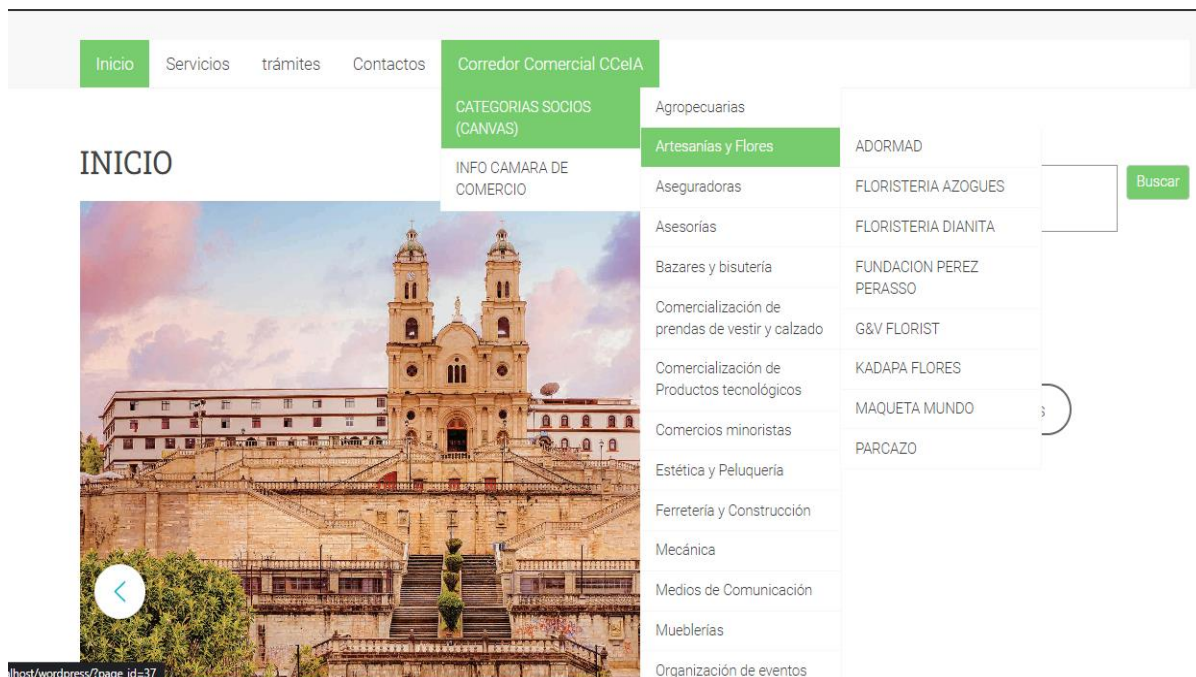 Inicio
Servicios
trámites
Contactos
Corredor Comercial CCeIA
CATEGORIAS SOCIOS
(CANVAS)
INFO CAMARA DE
COMERCIO
Agropecuarias
Artesanías y Flores
Aseguradoras
Asesorías
Bazares y bisutería
Comercialización de
prendas de vestir y calzado
Comercialización de
Productos tecnológicos
Comercios minoristas
Estética y Peluquería
Ferretería y Construcción
Mecánica
Medios de Comunicación
Mueblerías
Organización de eventos
ADORMAD
FLORISTERIA AZOGUES
FLORISTERIA DIANITA
FUNDACION PEREZ
PERASSO
G&V FLORIST
KADAPA FLORES
MAQUETA MUNDO
PARCAZO
INICIO
Buscar
lhost/wordpress/?page_id=37